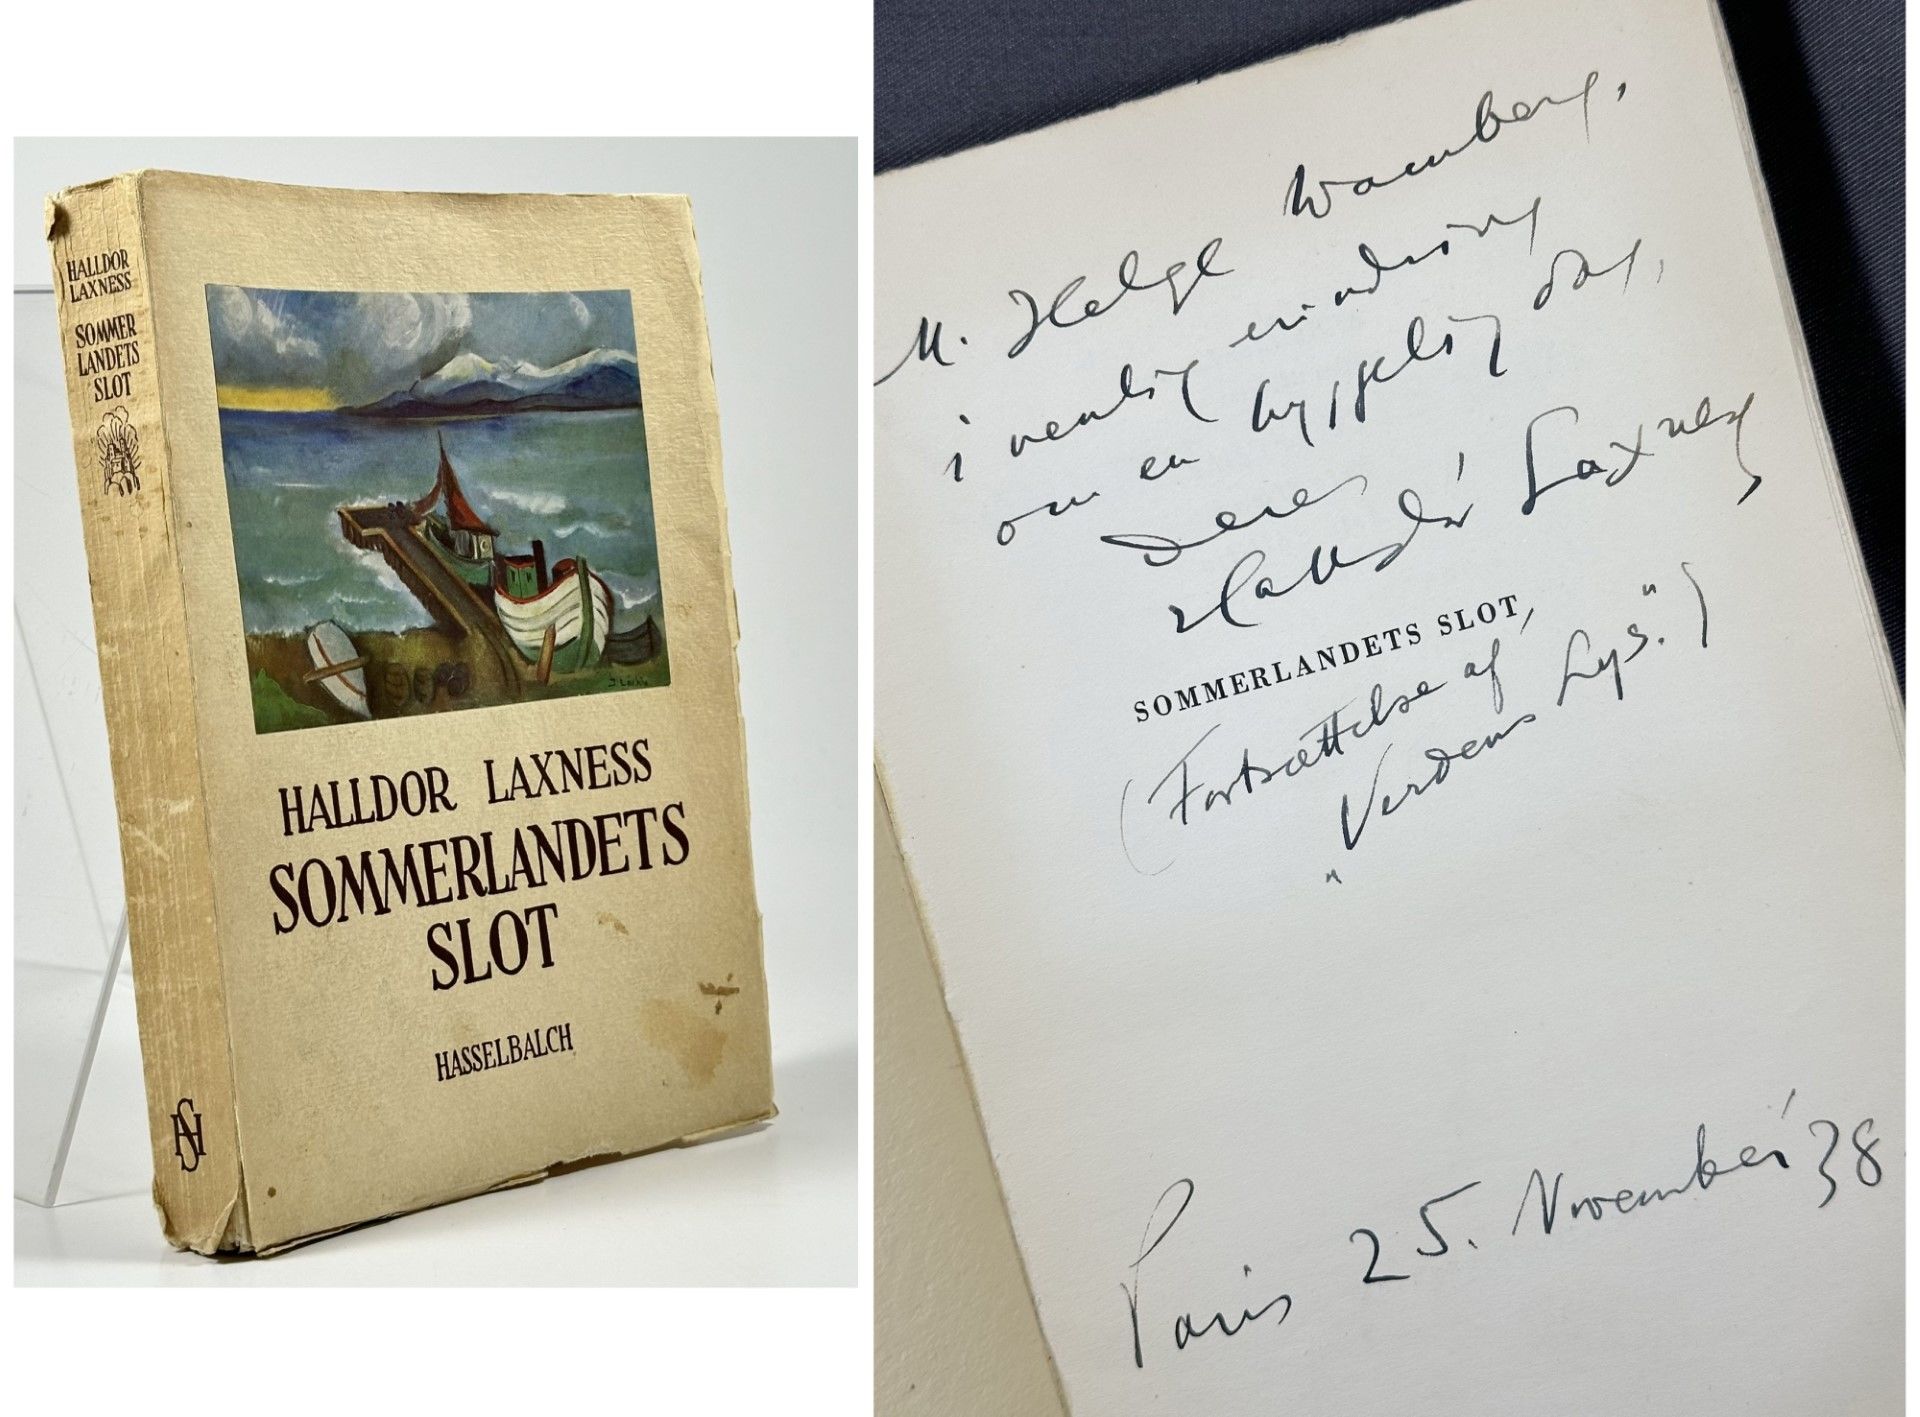 HALLDOR
LAXNESS
SOMMER
LANDETS
SLOT
HALLDOR LAXNESS
SOMMERLANDETS
SLOT
HASSELBALCH
M. Helge Wamberg,
i venlig erindring
om en hyggelig dag,
Deres
Halldór Laxness
SOMMERLANDETS SLOT
(Fortsættelse af
"Verdens Lys.")
Paris 25. November '38